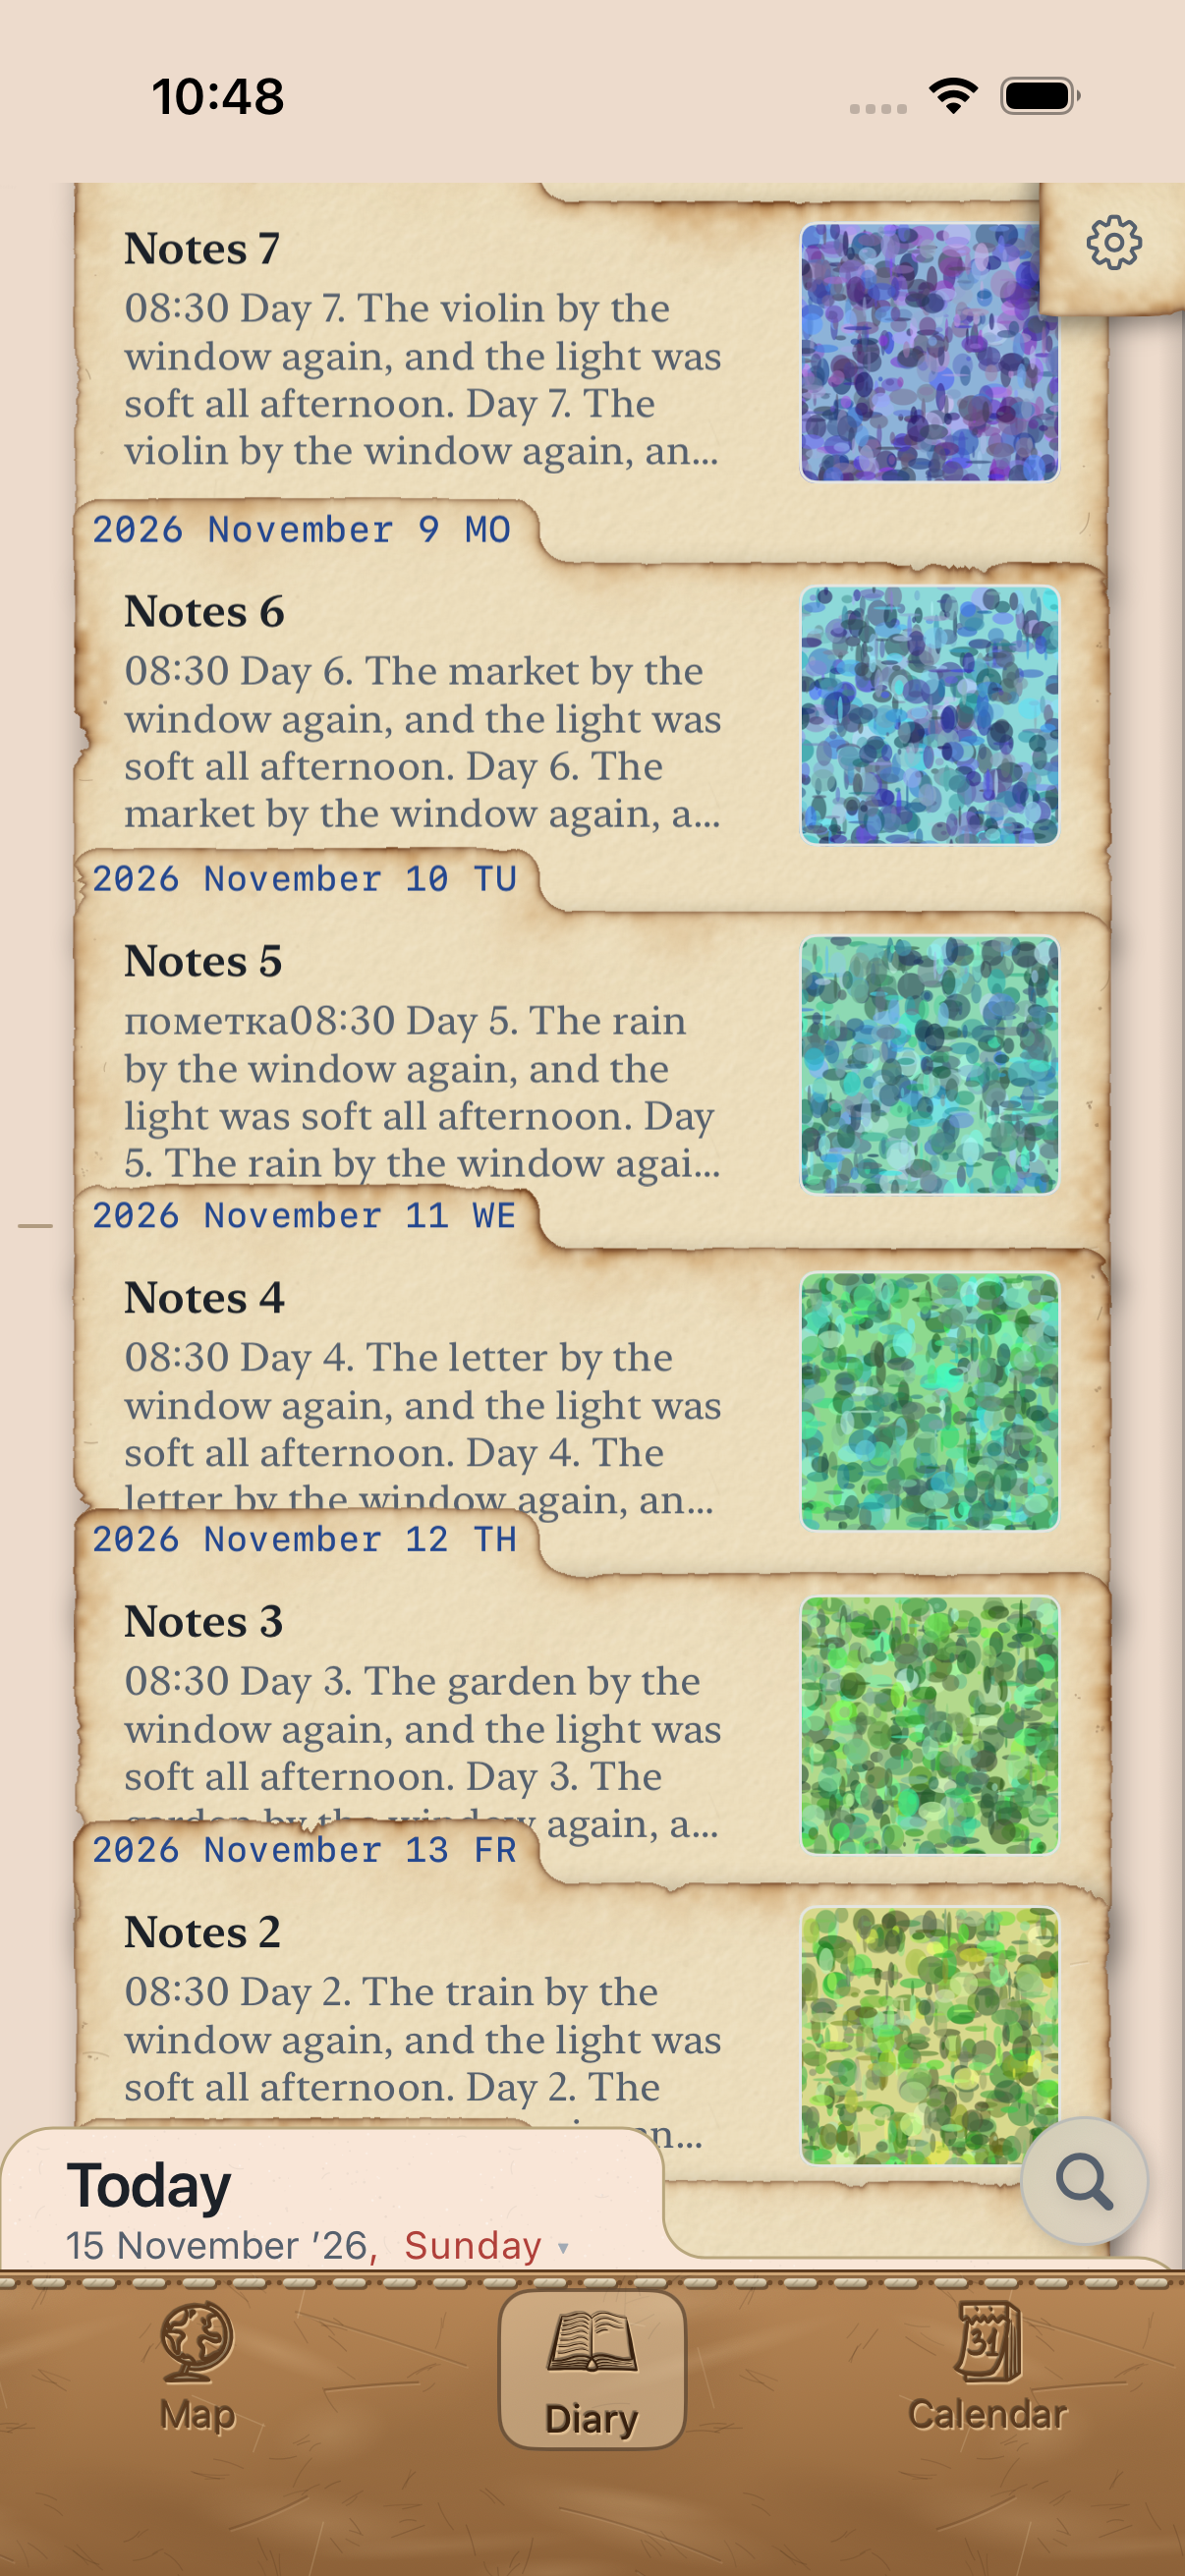 10:48
Notes 7
08:30 Day 7. The violin by the
window again, and the light was
soft all afternoon. Day 7. The
violin by the window again, an...
2026 November 9 MO
Notes 6
08:30 Day 6. The market by the
window again, and the light was
soft all afternoon. Day 6. The
market by the window again, a...
2026 November 10 TU
Notes 5
пометка08:30 Day 5. The rain
by the window again, and the
light was soft all afternoon. Day
5. The rain by the window agai...
2026 November 11 WE
Notes 4
08:30 Day 4. The letter by the
window again, and the light was
soft all afternoon. Day 4. The
letter by the window again, an...
2026 November 12 TH
Notes 3
08:30 Day 3. The garden by the
window again, and the light was
soft all afternoon. Day 3. The
garden by the window again, a...
2026 November 13 FR
Notes 2
08:30 Day 2. The train by the
window again, and the light was
soft all afternoon. Day 2. The
Today
15 November ’26, Sunday
Map
Diary
31
Calendar